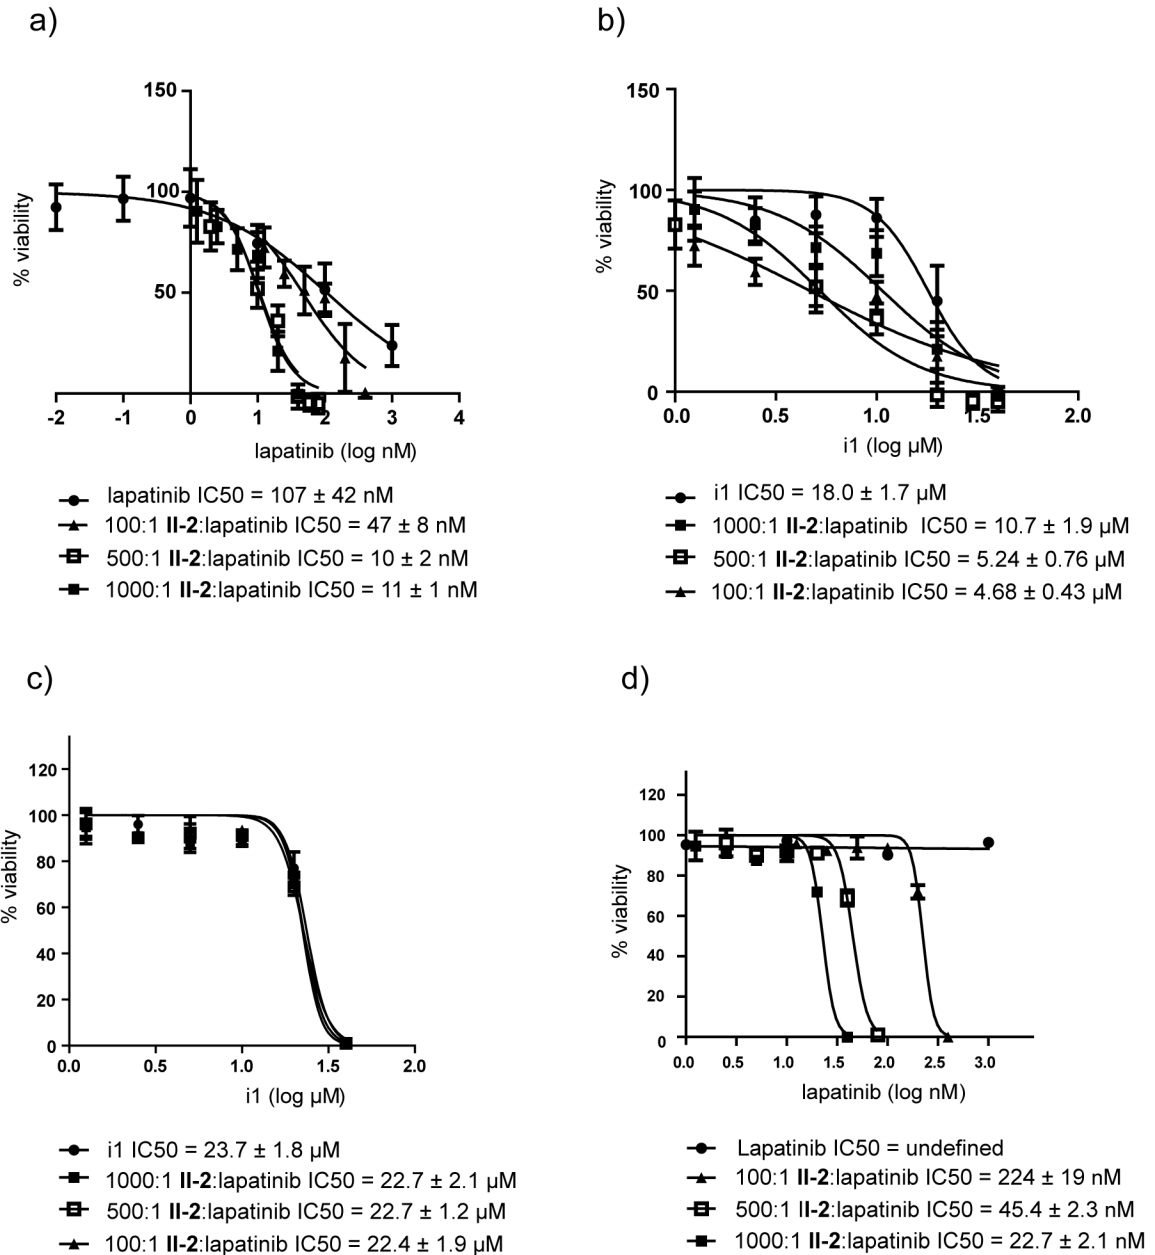 a)
150
100
50
% viability
-2 -1 0 1 2 3 4
lapatinib (log nM)
lapatinib IC50 = 107 ± 42 nM
100:1 II-2:lapatinib IC50 = 47 ± 8 nM
500:1 II-2:lapatinib IC50 = 10 ± 2 nM
1000:1 II-2:lapatinib IC50 = 11 ± 1 nM
b)
150
100
50
0
% viability
0.0 0.5 1.0 1.5 2.0
i1 (log µM)
i1 IC50 = 18.0 ± 1.7 µM
1000:1 II-2:lapatinib IC50 = 10.7 ± 1.9 µM
500:1 II-2:lapatinib IC50 = 5.24 ± 0.76 µM
100:1 II-2:lapatinib IC50 = 4.68 ± 0.43 µM
c)
120
100
80
60
40
20
0
% viability
0.0 0.5 1.0 1.5 2.0
i1 (log µM)
i1 IC50 = 23.7 ± 1.8 µM
1000:1 II-2:lapatinib IC50 = 22.7 ± 2.1 µM
500:1 II-2:lapatinib IC50 = 22.7 ± 1.2 µM
100:1 II-2:lapatinib IC50 = 22.4 ± 1.9 µM
d)
120
100
80
60
40
20
0
% viability
0.0 0.5 1.0 1.5 2.0 2.5 3.0
lapatinib (log nM)
Lapatinib IC50 = undefined
100:1 II-2:lapatinib IC50 = 224 ± 19 nM
500:1 II-2:lapatinib IC50 = 45.4 ± 2.3 nM
1000:1 II-2:lapatinib IC50 = 22.7 ± 2.1 nM